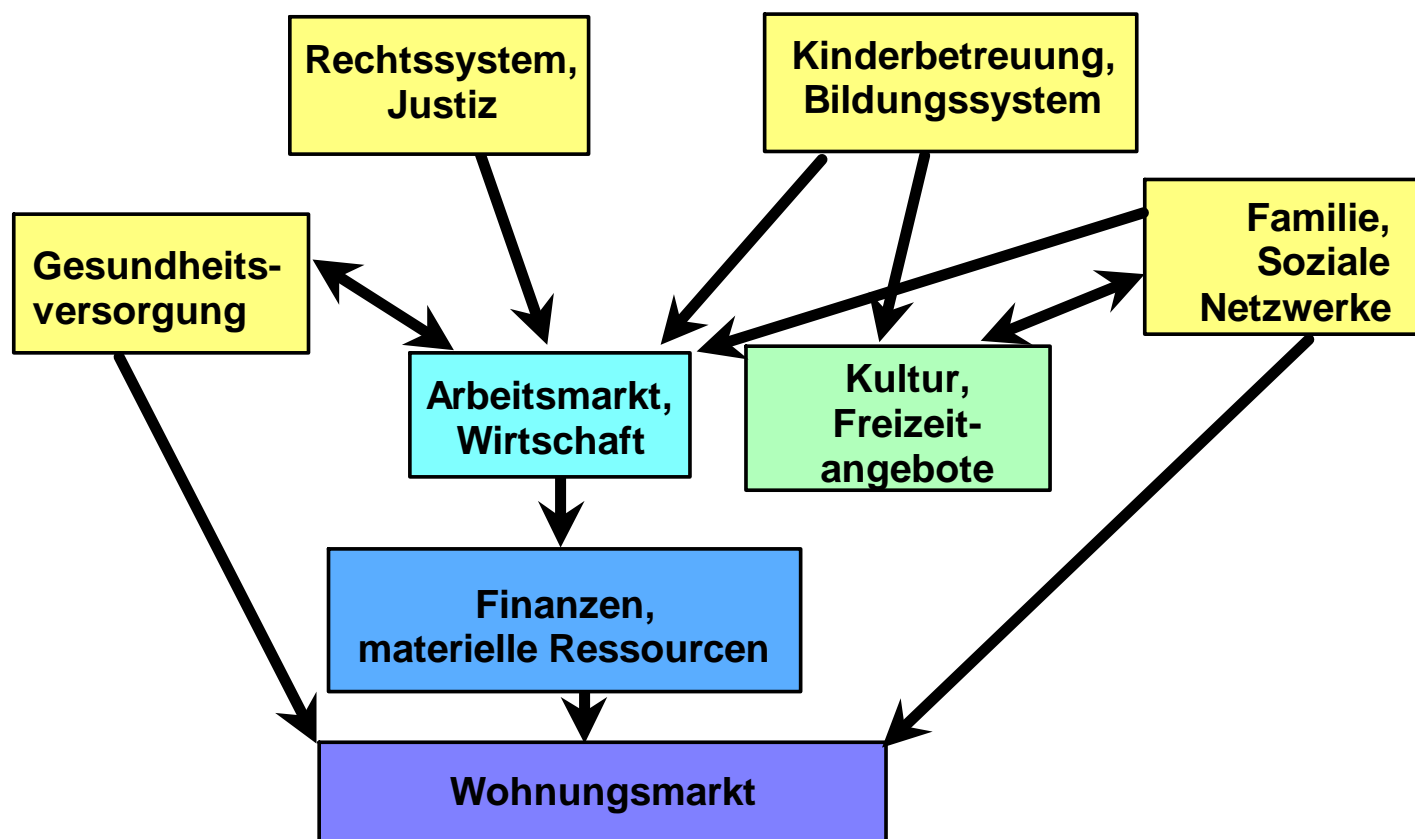 Rechtssystem,
Justiz
Kinderbetreuung,
Bildungssystem
Familie,
Soziale
Netzwerke
Gesundheits-
versorgung
Arbeitsmarkt,
Wirtschaft
Kultur,
Freizeit-
angebote
Finanzen,
materielle Ressourcen
Wohnungsmarkt